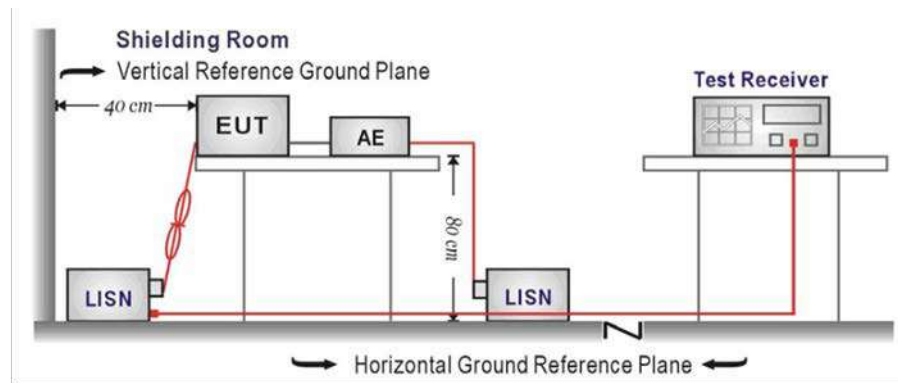 Shielding Room
Vertical Reference Ground Plane
Test Receiver
40 cm
EUT
AE
80 cm
LISN
LISN
Horizontal Ground Reference Plane